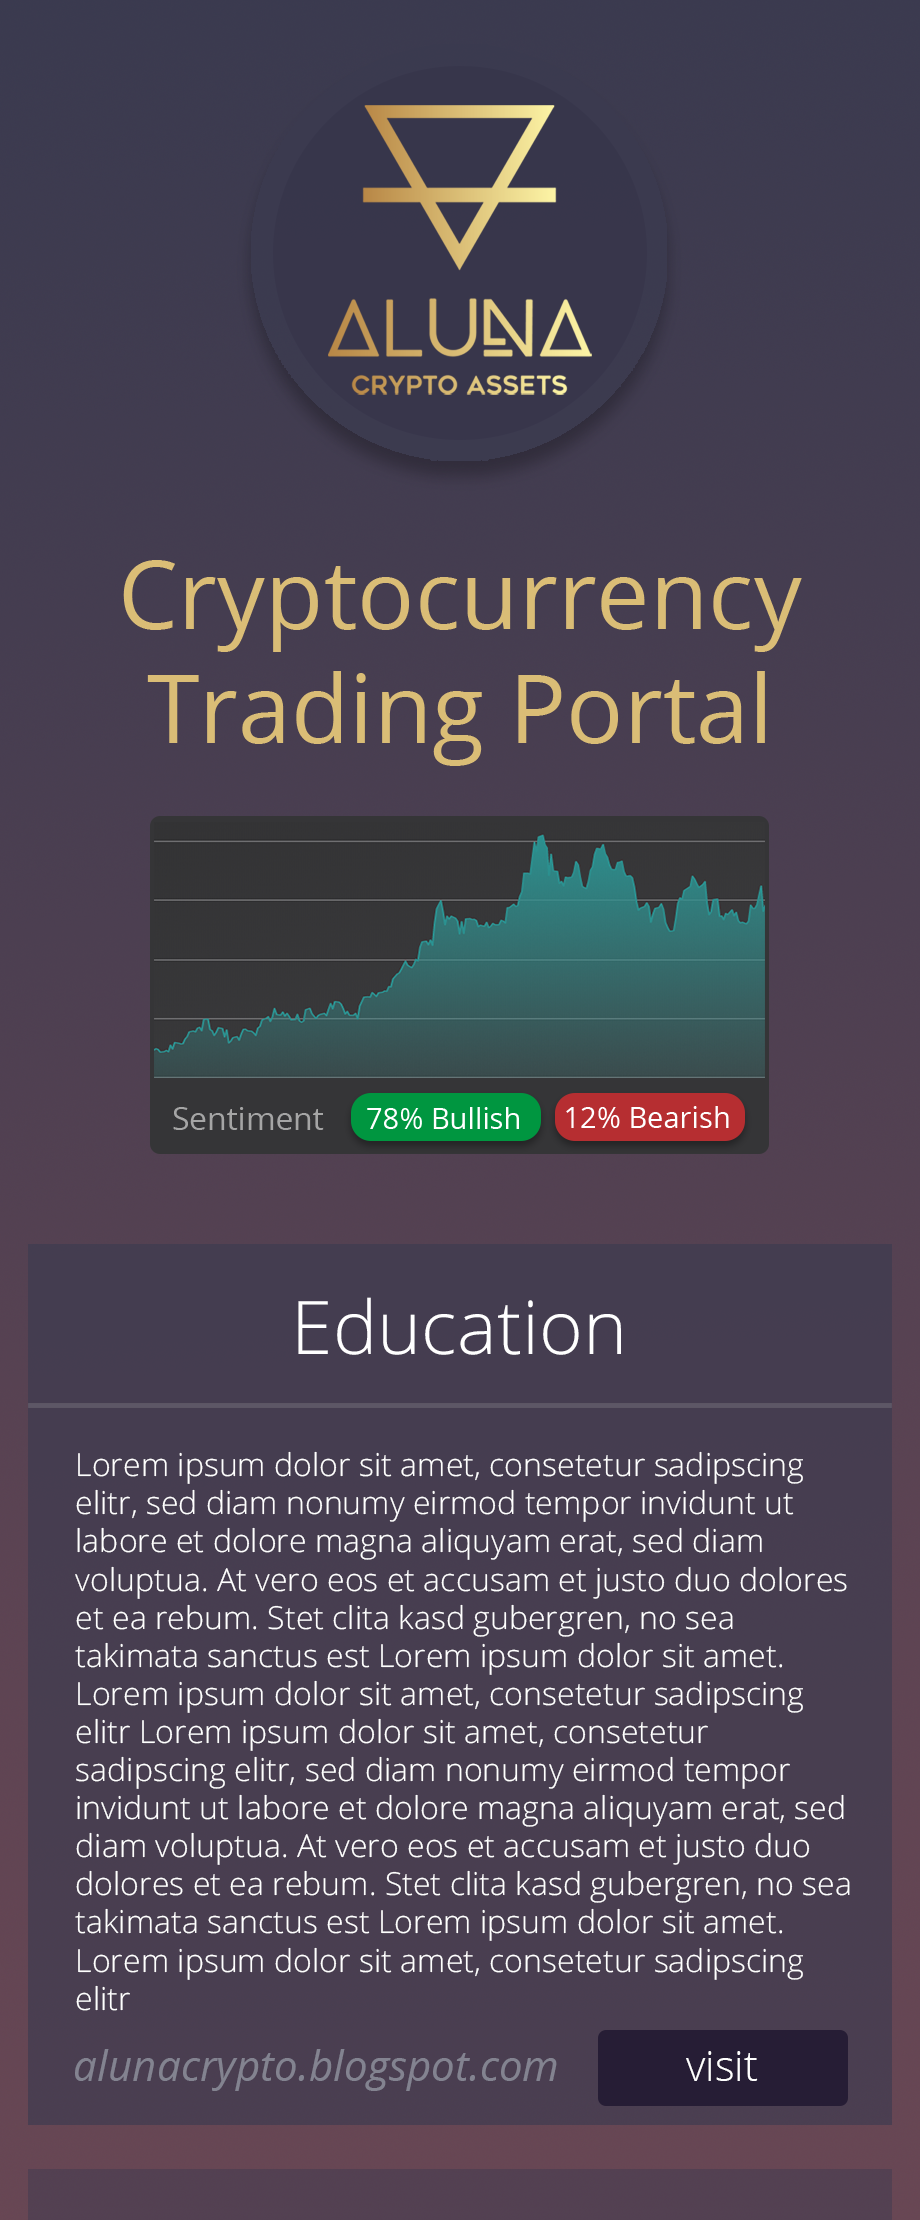 ALUNA
CRYPTO ASSETS
Cryptocurrency
Trading Portal
Sentiment 78% Bullish 12% Bearish
Education
Lorem ipsum dolor sit amet, consetetur sadipscing
elitr, sed diam nonumy eirmod tempor invidunt ut
labore et dolore magna aliquyam erat, sed diam
voluptua. At vero eos et accusam et justo duo dolores
et ea rebum. Stet clita kasd gubergren, no sea
takimata sanctus est Lorem ipsum dolor sit amet.
Lorem ipsum dolor sit amet, consetetur sadipscing
elitr Lorem ipsum dolor sit amet, consetetur
sadipscing elitr, sed diam nonumy eirmod tempor
invidunt ut labore et dolore magna aliquyam erat, sed
diam voluptua. At vero eos et accusam et justo duo
dolores et ea rebum. Stet clita kasd gubergren, no sea
takimata sanctus est Lorem ipsum dolor sit amet.
Lorem ipsum dolor sit amet, consetetur sadipscing
elitr
alunacrypto.blogspot.com visit